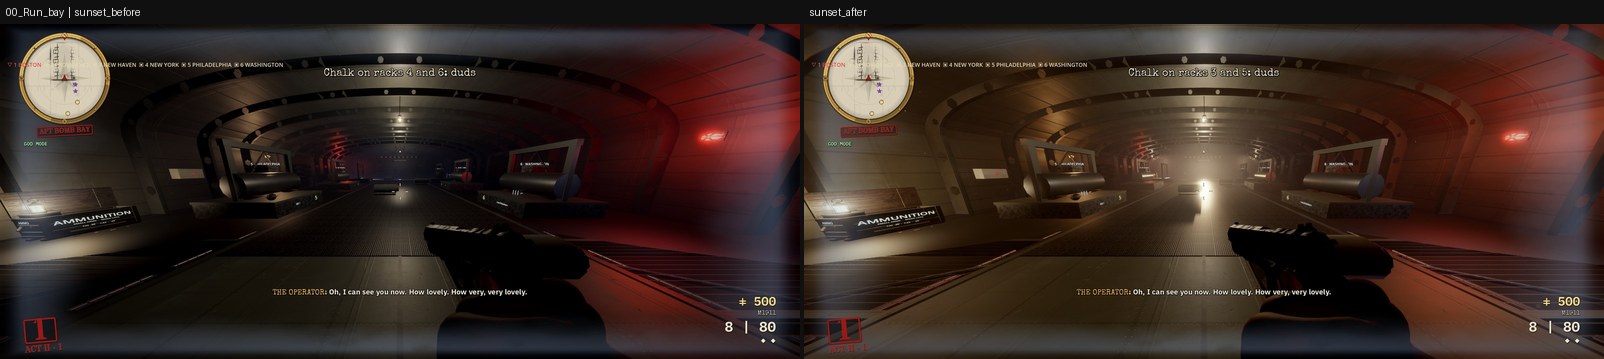 00_Run_bay | sunset_before
EW HAVEN 4 NEW YORK 5 PHILADELPHIA 6 WASHINGTON
Chalk on racks 4 and 6: duds
AFT BOMB BAY
GOD MODE
AMMUNITION
THE OPERATOR: Oh, I can see you now. How lovely. How very, very lovely.
500
M1911
8 | 80
I
ACT II - 1
sunset_after
EW HAVEN 4 NEW YORK 5 PHILADELPHIA 6 WASHINGTON
Chalk on racks 3 and 5: duds
AFT BOMB BAY
GOD MODE
AMMUNITION
THE OPERATOR: Oh, I can see you now. How lovely. How very, very lovely.
500
M1911
8 | 80
I